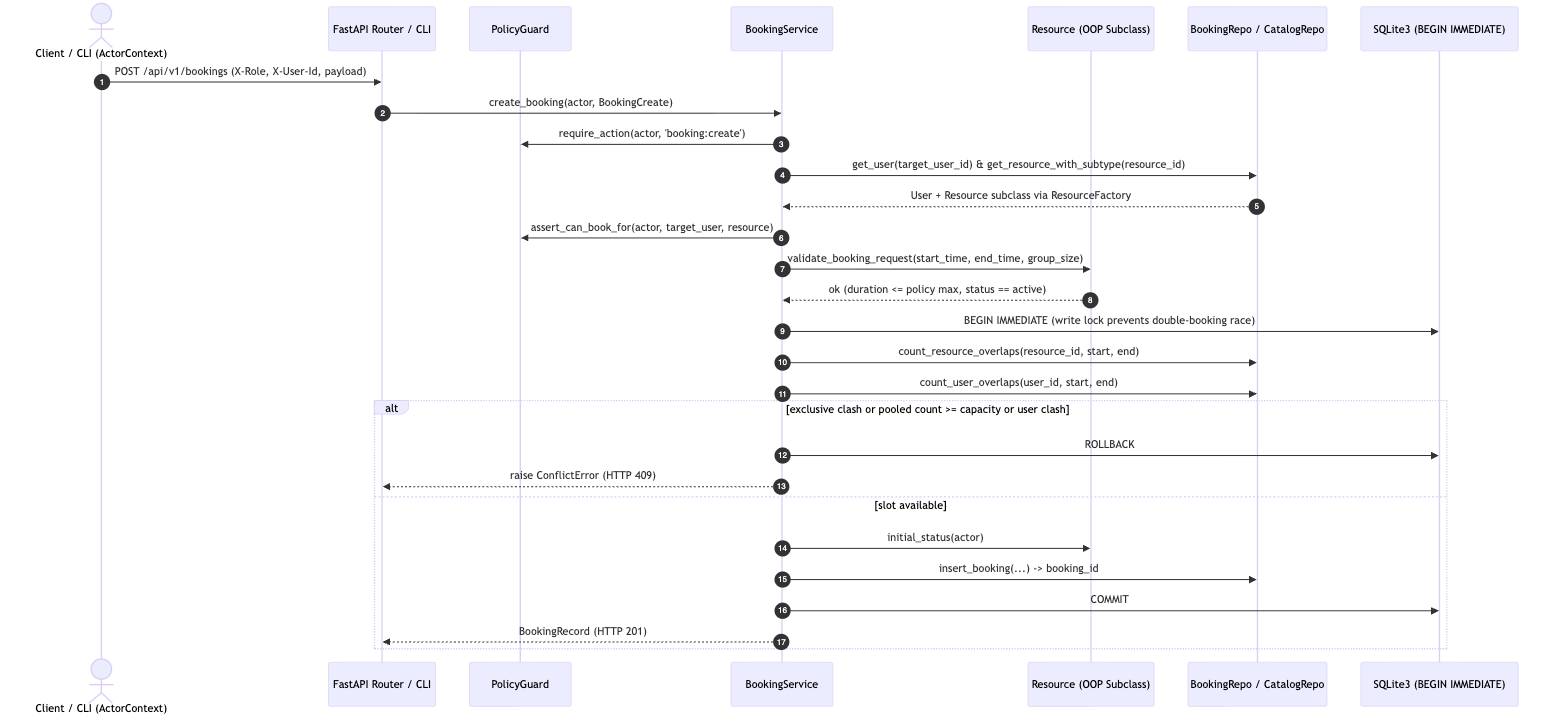 Client / CLI (ActorContext)
FastAPI Router / CLI
PolicyGuard
BookingService
Resource (OOP Subclass)
BookingRepo / CatalogRepo
SQLite3 (BEGIN IMMEDIATE)
1 POST /api/v1/bookings (X-Role, X-User-Id, payload)
2 create_booking(actor, BookingCreate)
require_action(actor, 'booking:create') 3
4 get_user(target_user_id) & get_resource_with_subtype(resource_id)
User + Resource subclass via ResourceFactory 5
assert_can_book_for(actor, target_user, resource) 6
7 validate_booking_request(start_time, end_time, group_size)
ok (duration <= policy max, status == active) 8
9 BEGIN IMMEDIATE (write lock prevents double-booking race)
10 count_resource_overlaps(resource_id, start, end)
11 count_user_overlaps(user_id, start, end)
alt [exclusive clash or pooled count >= capacity or user clash]
12 ROLLBACK
raise ConflictError (HTTP 409) 13
[slot available]
14 initial_status(actor)
15 insert_booking(...) -> booking_id
16 COMMIT
BookingRecord (HTTP 201) 17
Client / CLI (ActorContext)
FastAPI Router / CLI
PolicyGuard
BookingService
Resource (OOP Subclass)
BookingRepo / CatalogRepo
SQLite3 (BEGIN IMMEDIATE)